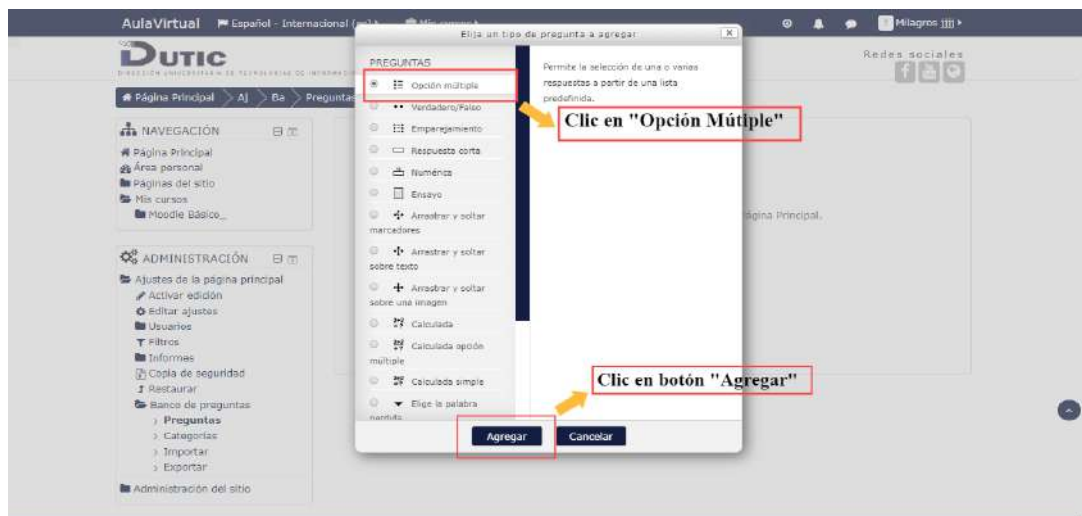 AulaVirtual
Español - Internacional
Milagros jjjj
DUTIC
Redes sociales
Página Principal
Aj
Ba
Preguntas
NAVEGACIÓN
Página Principal
Área personal
Páginas del sitio
Mis cursos
Moodle Básico_
ADMINISTRACIÓN
Ajustes de la página principal
Activar edición
Editar ajustes
Usuarios
Filtros
Informes
Copia de seguridad
Restaurar
Banco de preguntas
Preguntas
Categorías
Importar
Exportar
Administración del sitio
Elija un tipo de pregunta a agregar
PREGUNTAS
Opción múltiple
Verdadero/Falso
Emparejamiento
Respuesta corta
Numérica
Ensayo
Arrastrar y soltar
marcadores
Arrastrar y soltar
sobre texto
Arrastrar y soltar
sobre una imagen
Calculada
Calculada opción
múltiple
Calculada simple
Elige la palabra
perdida
Permite la selección de una o varias
respuestas a partir de una lista
predefinida.
Clic en "Opción Mútiple"
Página Principal.
Clic en botón "Agregar"
Agregar
Cancelar